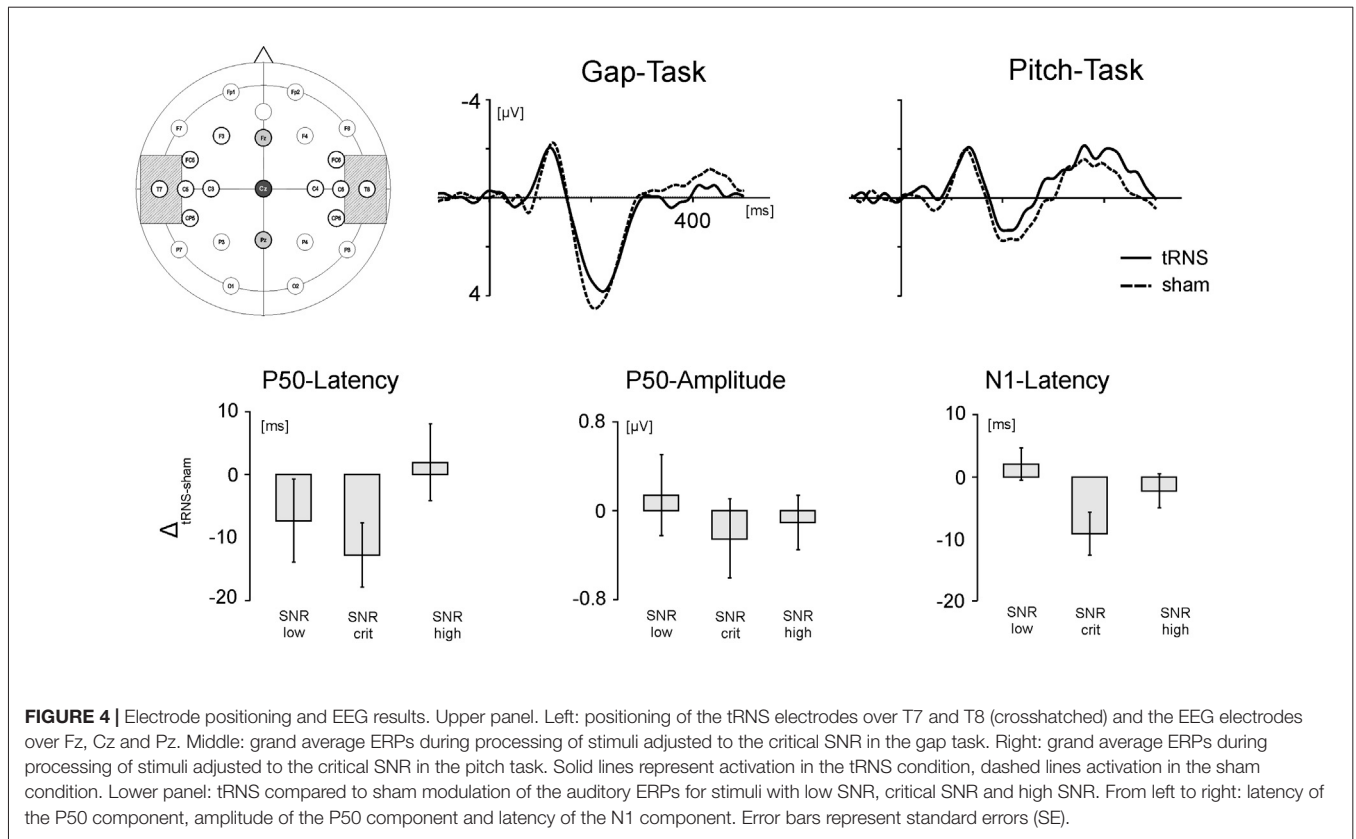 Gap-Task
Pitch-Task
-4
[µV]
4
400
[ms]
tRNS
sham
Fp1
Fp2
F7
F3
Fz
F4
F8
FC5
FC6
T7
C5
C3
Cz
C4
C6
T8
CP5
CP6
P7
P3
Pz
P4
O1
O2
P50-Latency
10
[ms]
0
-10
-20
Δ tRNS-sham
SNR low
SNR crit
SNR high
P50-Amplitude
0.8
[µV]
0
-0.8
SNR low
SNR crit
SNR high
N1-Latency
10
[ms]
0
-10
-20
SNR low
SNR crit
SNR high
FIGURE 4 | Electrode positioning and EEG results. Upper panel. Left: positioning of the tRNS electrodes over T7 and T8 (crosshatched) and the EEG electrodes
over Fz, Cz and Pz. Middle: grand average ERPs during processing of stimuli adjusted to the critical SNR in the gap task. Right: grand average ERPs during
processing of stimuli adjusted to the critical SNR in the pitch task. Solid lines represent activation in the tRNS condition, dashed lines activation in the sham
condition. Lower panel: tRNS compared to sham modulation of the auditory ERPs for stimuli with low SNR, critical SNR and high SNR. From left to right: latency of
the P50 component, amplitude of the P50 component and latency of the N1 component. Error bars represent standard errors (SE).